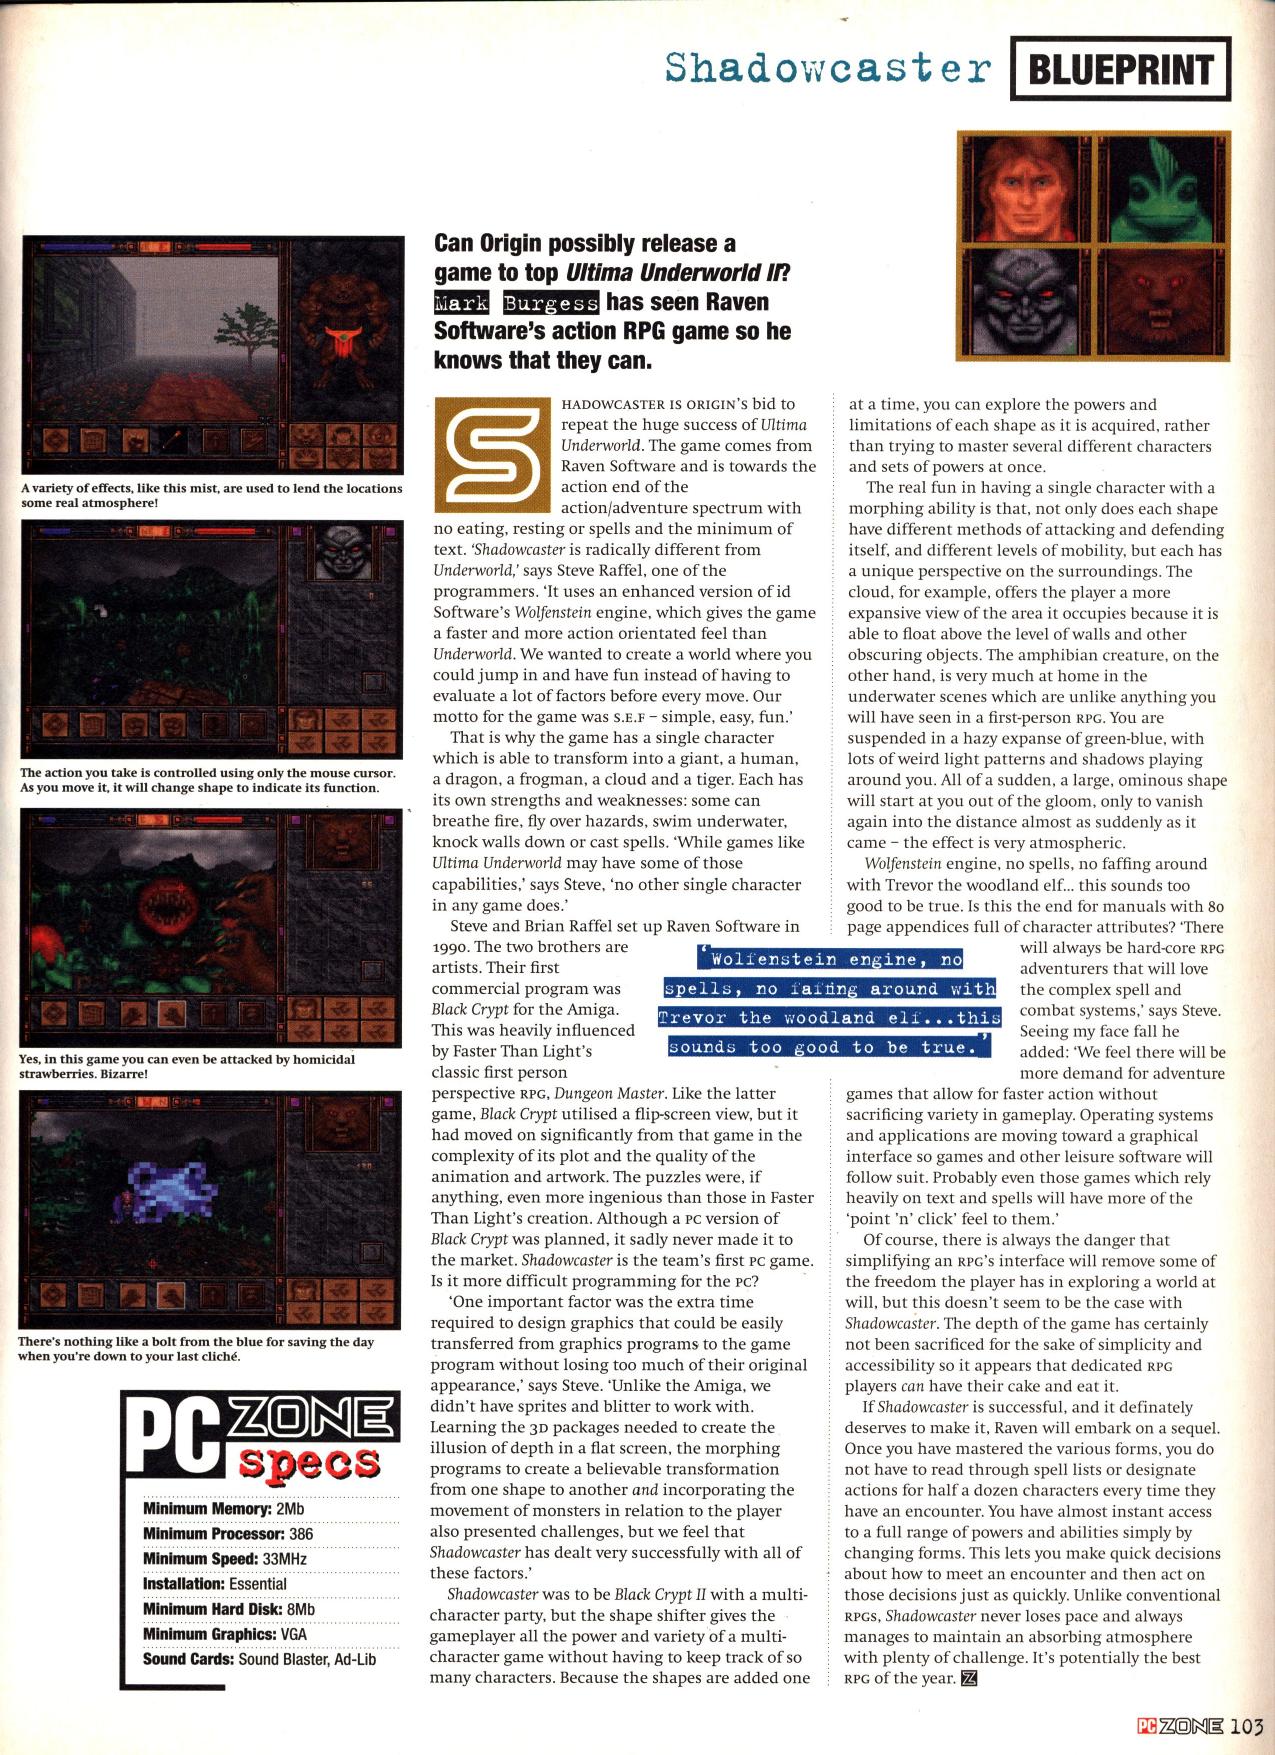 Shadowcaster BLUEPRINT
Can Origin possibly release a
game to top Ultima Underworld II?
Mark Burgess has seen Raven
Software's action RPG game so he
knows that they can.
A variety of effects, like this mist, are used to lend the locations
some real atmosphere!
The action you take is controlled using only the mouse cursor.
As you move it, it will change shape to indicate its function.
Yes, in this game you can even be attacked by homicidal
strawberries. Bizarre!
There's nothing like a bolt from the blue for saving the day
when you're down to your last cliché.
PC ZONE
specs
Minimum Memory: 2Mb
Minimum Processor: 386
Minimum Speed: 33MHz
Installation: Essential
Minimum Hard Disk: 8Mb
Minimum Graphics: VGA
Sound Cards: Sound Blaster, Ad-Lib
SHADOWCASTER IS ORIGIN'S bid to
repeat the huge success of Ultima
Underworld. The game comes from
Raven Software and is towards the
action end of the
action/adventure spectrum with
no eating, resting or spells and the minimum of
text. 'Shadowcaster is radically different from
Underworld,' says Steve Raffel, one of the
programmers. 'It uses an enhanced version of id
Software's Wolfenstein engine, which gives the game
a faster and more action orientated feel than
Underworld. We wanted to create a world where you
could jump in and have fun instead of having to
evaluate a lot of factors before every move. Our
motto for the game was S.E.F – simple, easy, fun.'
That is why the game has a single character
which is able to transform into a giant, a human,
a dragon, a frogman, a cloud and a tiger. Each has
its own strengths and weaknesses: some can
breathe fire, fly over hazards, swim underwater,
knock walls down or cast spells. 'While games like
Ultima Underworld may have some of those
capabilities,' says Steve, 'no other single character
in any game does.'
Steve and Brian Raffel set up Raven Software in
1990. The two brothers are
artists. Their first
commercial program was
Black Crypt for the Amiga.
This was heavily influenced
by Faster Than Light's
classic first person
perspective RPG, Dungeon Master. Like the latter
game, Black Crypt utilised a flip-screen view, but it
had moved on significantly from that game in the
complexity of its plot and the quality of the
animation and artwork. The puzzles were, if
anything, even more ingenious than those in Faster
Than Light's creation. Although a PC version of
Black Crypt was planned, it sadly never made it to
the market. Shadowcaster is the team's first PC game.
Is it more difficult programming for the PC?
'One important factor was the extra time
required to design graphics that could be easily
transferred from graphics programs to the game
program without losing too much of their original
appearance,' says Steve. 'Unlike the Amiga, we
didn't have sprites and blitter to work with.
Learning the 3D packages needed to create the
illusion of depth in a flat screen, the morphing
programs to create a believable transformation
from one shape to another and incorporating the
movement of monsters in relation to the player
also presented challenges, but we feel that
Shadowcaster has dealt very successfully with all of
these factors.'
Shadowcaster was to be Black Crypt II with a multi-
character party, but the shape shifter gives the
gameplayer all the power and variety of a multi-
character game without having to keep track of so
many characters. Because the shapes are added one
'Wolfenstein engine, no
spells, no faffing around with
Trevor the woodland elf...this
sounds too good to be true.'
at a time, you can explore the powers and
limitations of each shape as it is acquired, rather
than trying to master several different characters
and sets of powers at once.
The real fun in having a single character with a
morphing ability is that, not only does each shape
have different methods of attacking and defending
itself, and different levels of mobility, but each has
a unique perspective on the surroundings. The
cloud, for example, offers the player a more
expansive view of the area it occupies because it is
able to float above the level of walls and other
obscuring objects. The amphibian creature, on the
other hand, is very much at home in the
underwater scenes which are unlike anything you
will have seen in a first-person RPG. You are
suspended in a hazy expanse of green-blue, with
lots of weird light patterns and shadows playing
around you. All of a sudden, a large, ominous shape
will start at you out of the gloom, only to vanish
again into the distance almost as suddenly as it
came – the effect is very atmospheric.
Wolfenstein engine, no spells, no faffing around
with Trevor the woodland elf... this sounds too
good to be true. Is this the end for manuals with 80
page appendices full of character attributes? 'There
will always be hard-core RPG
adventurers that will love
the complex spell and
combat systems,' says Steve.
Seeing my face fall he
added: 'We feel there will be
more demand for adventure
games that allow for faster action without
sacrificing variety in gameplay. Operating systems
and applications are moving toward a graphical
interface so games and other leisure software will
follow suit. Probably even those games which rely
heavily on text and spells will have more of the
'point 'n' click' feel to them.'
Of course, there is always the danger that
simplifying an RPG's interface will remove some of
the freedom the player has in exploring a world at
will, but this doesn't seem to be the case with
Shadowcaster. The depth of the game has certainly
not been sacrificed for the sake of simplicity and
accessibility so it appears that dedicated RPG
players can have their cake and eat it.
If Shadowcaster is successful, and it definately
deserves to make it, Raven will embark on a sequel.
Once you have mastered the various forms, you do
not have to read through spell lists or designate
actions for half a dozen characters every time they
have an encounter. You have almost instant access
to a full range of powers and abilities simply by
changing forms. This lets you make quick decisions
about how to meet an encounter and then act on
those decisions just as quickly. Unlike conventional
RPGS, Shadowcaster never loses pace and always
manages to maintain an absorbing atmosphere
with plenty of challenge. It's potentially the best
RPG of the year. Z
PC ZONE 103